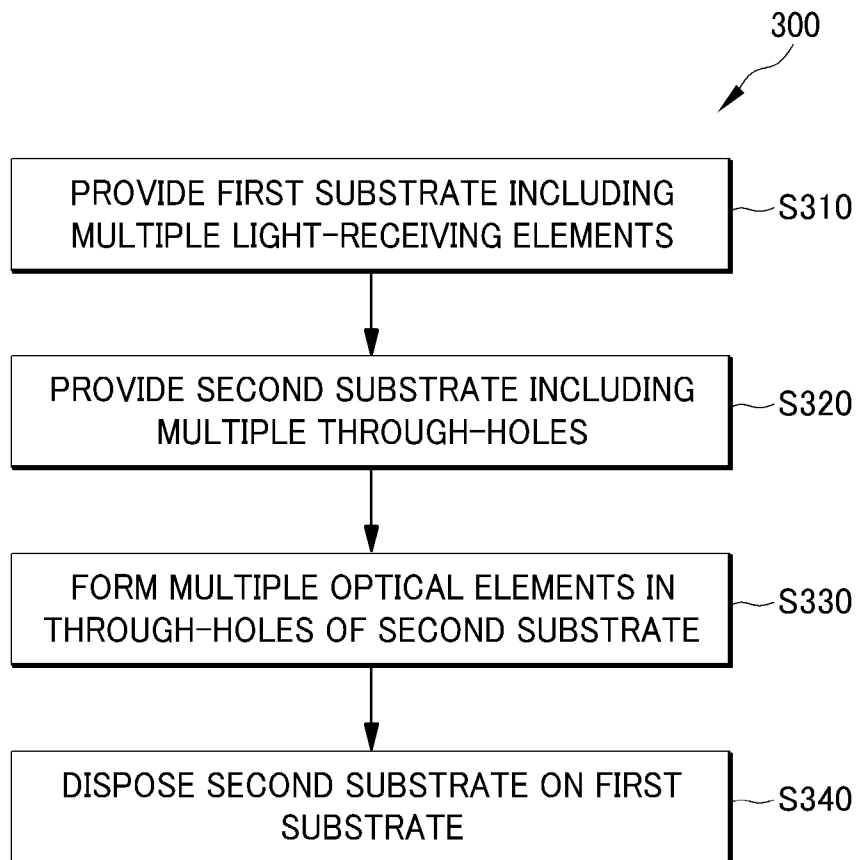 300
PROVIDE FIRST SUBSTRATE INCLUDING
MULTIPLE LIGHT-RECEIVING ELEMENTS
S310
PROVIDE SECOND SUBSTRATE INCLUDING
MULTIPLE THROUGH-HOLES
S320
FORM MULTIPLE OPTICAL ELEMENTS IN
THROUGH-HOLES OF SECOND SUBSTRATE
S330
DISPOSE SECOND SUBSTRATE ON FIRST
SUBSTRATE
S340